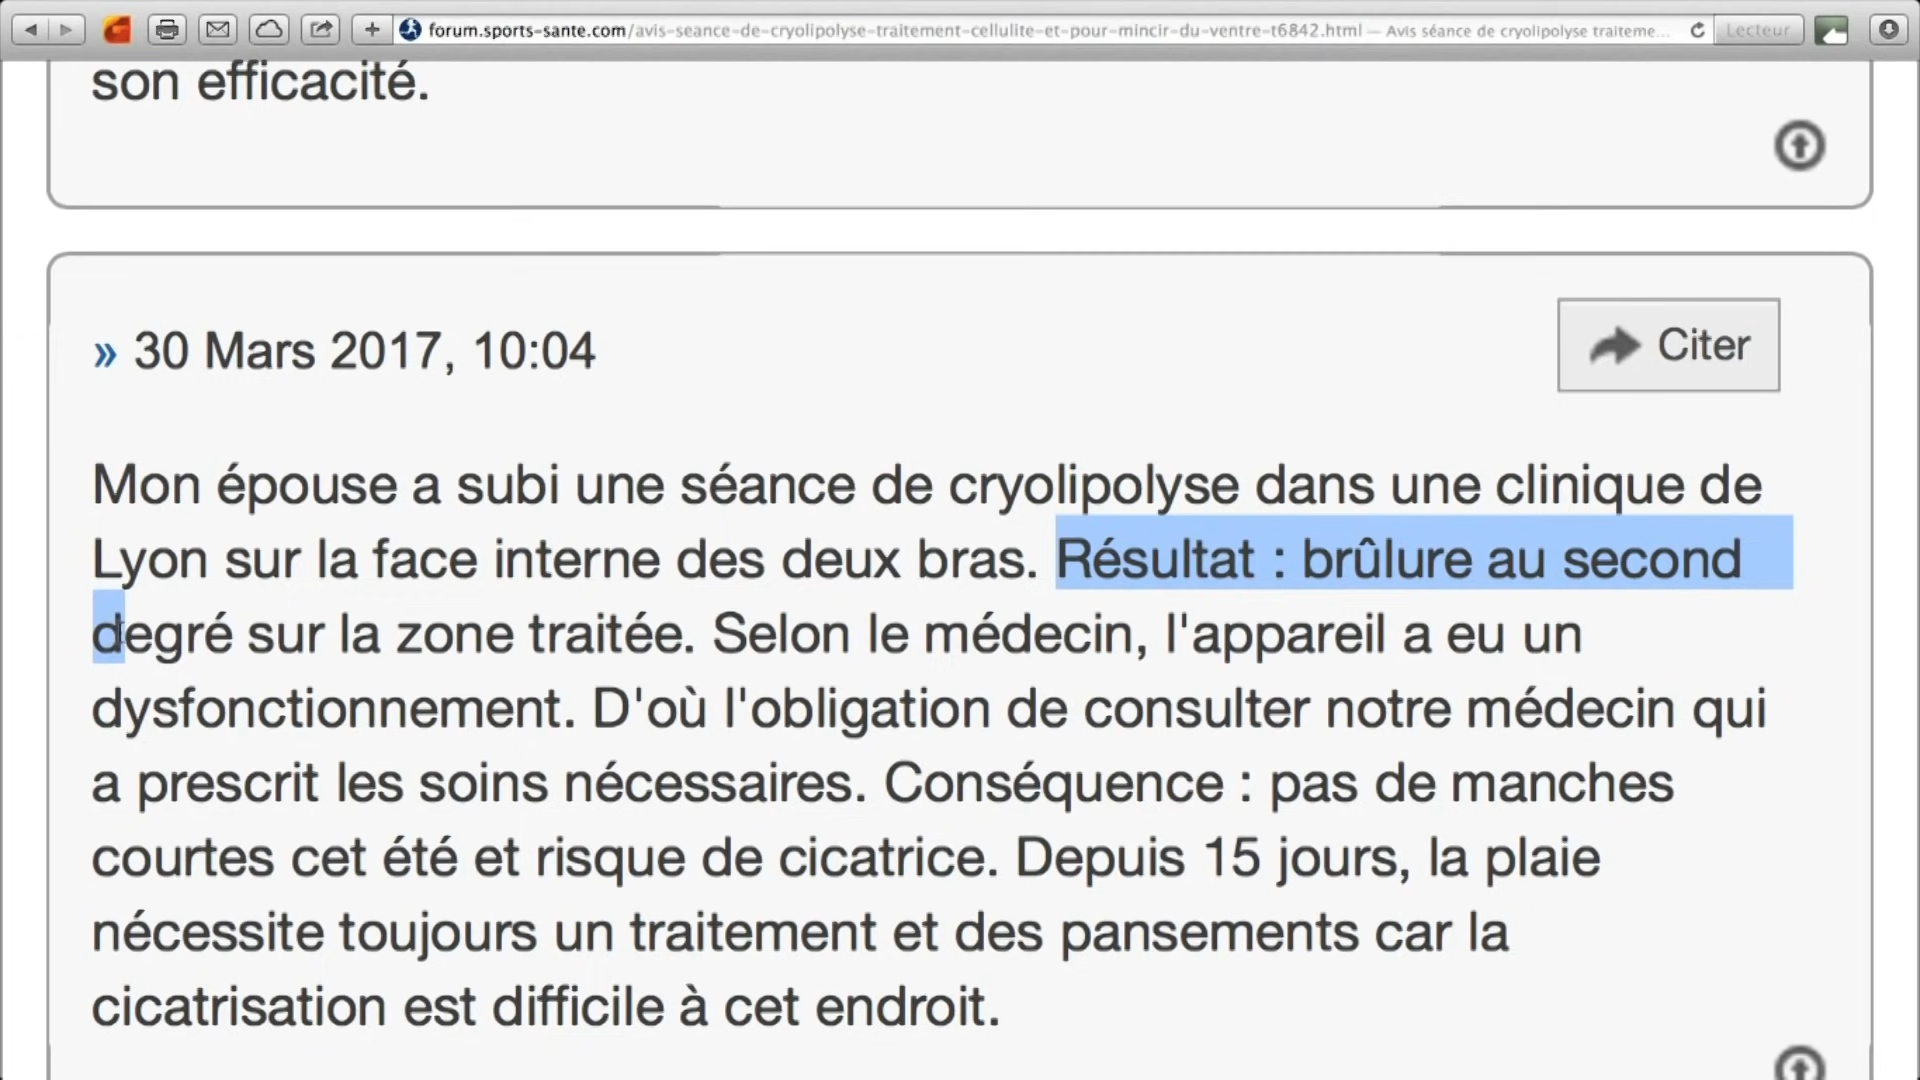 forum.sports-sante.com/avis-seance-de-cryolipolyse-traitement-cellulite-et-pour-mincir-du-ventre-t6842.html — Avis séance de cryolipolyse traiteme...
Lecteur
son efficacité.
» 30 Mars 2017, 10:04
Citer
Mon épouse a subi une séance de cryolipolyse dans une clinique de
Lyon sur la face interne des deux bras. Résultat : brûlure au second
degré sur la zone traitée. Selon le médecin, l'appareil a eu un
dysfonctionnement. D'où l'obligation de consulter notre médecin qui
a prescrit les soins nécessaires. Conséquence : pas de manches
courtes cet été et risque de cicatrice. Depuis 15 jours, la plaie
nécessite toujours un traitement et des pansements car la
cicatrisation est difficile à cet endroit.